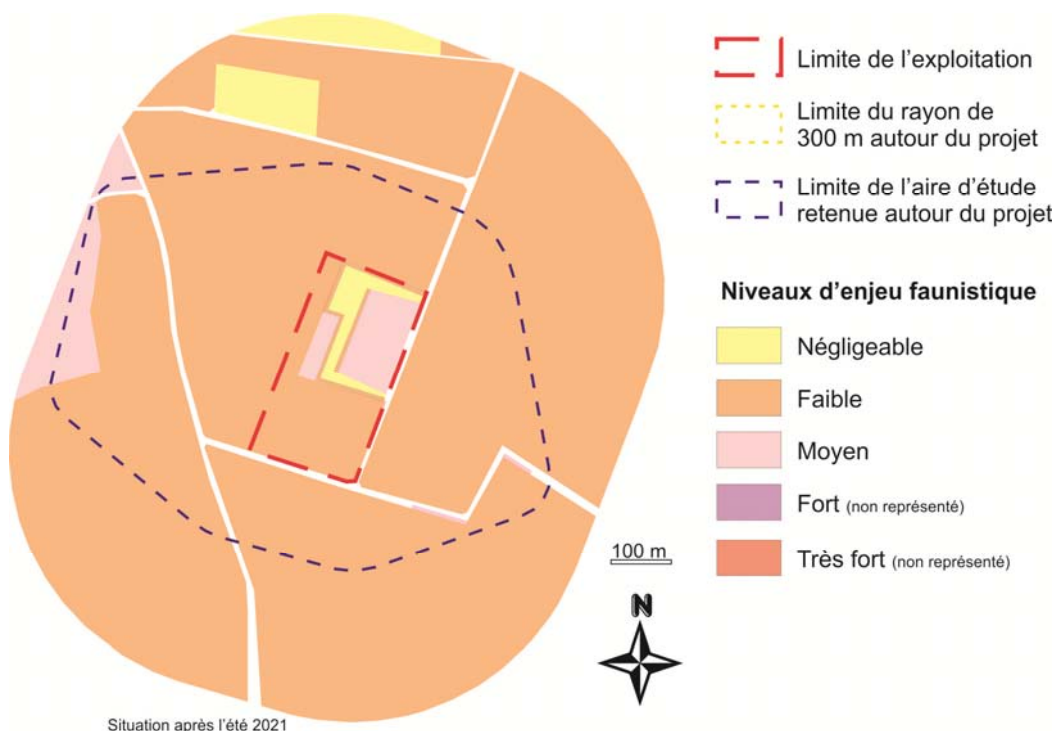 Limite de l'exploitation
Limite du rayon de
300 m autour du projet
Limite de l'aire d'étude
retenue autour du projet
Niveaux d'enjeu faunistique
Négligeable
Faible
Moyen
Fort (non représenté)
Très fort (non représenté)
100 m
N
Situation après l'été 2021